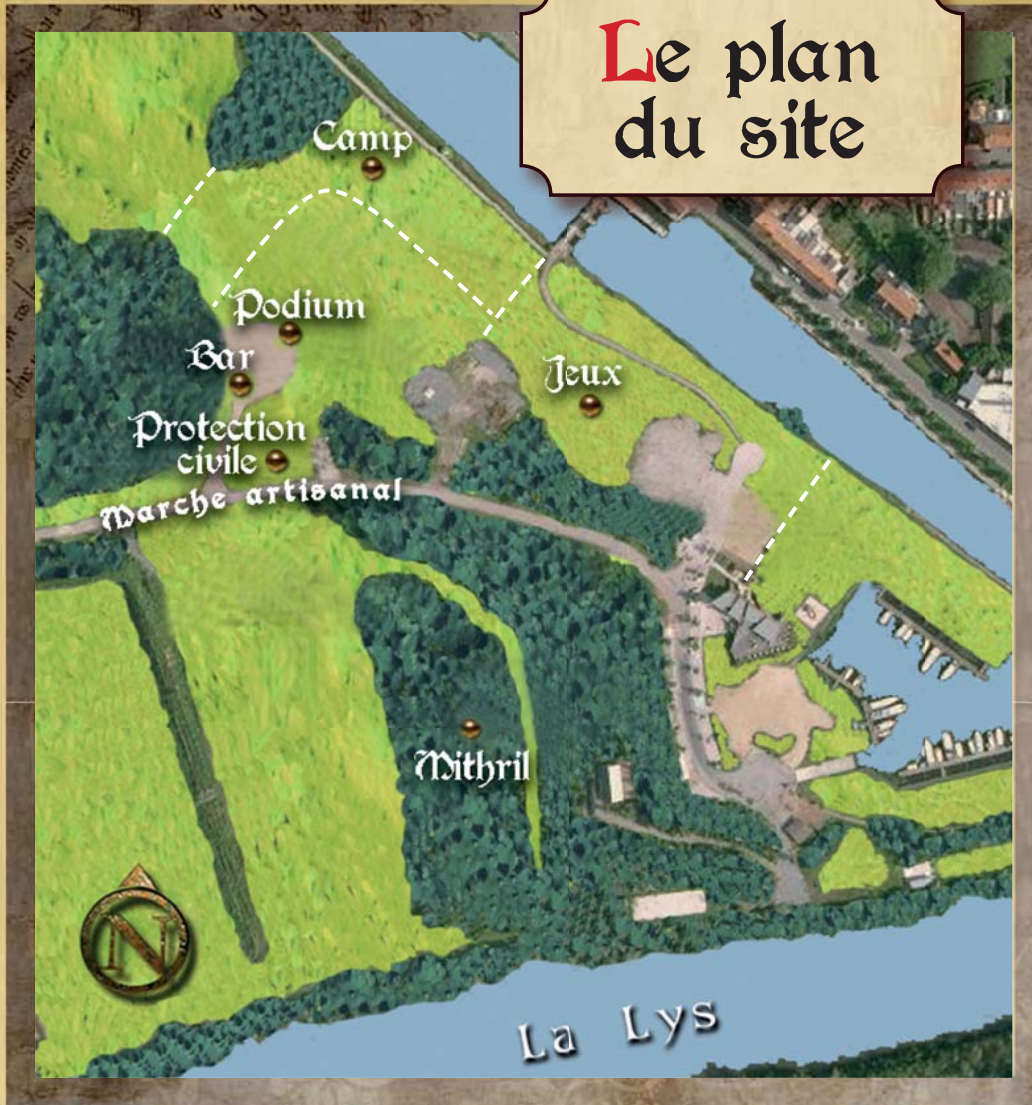 Le plan
du site
Camp
Podium
Bar
Jeux
Protection
civile
Marche artisanal
Mithril
N
La Lys